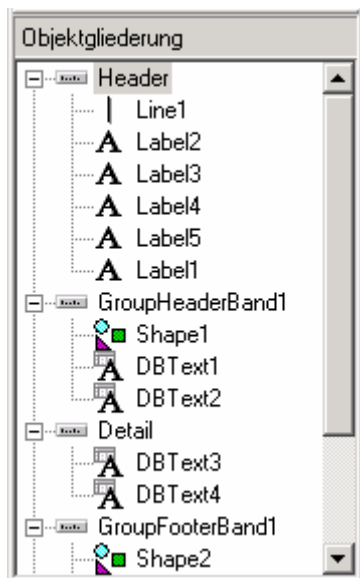 Objektgliederung
Header
Line1
Label2
Label3
Label4
Label5
Label1
GroupHeaderBand1
Shape1
DBText1
DBText2
Detail
DBText3
DBText4
GroupFooterBand1
Shape2